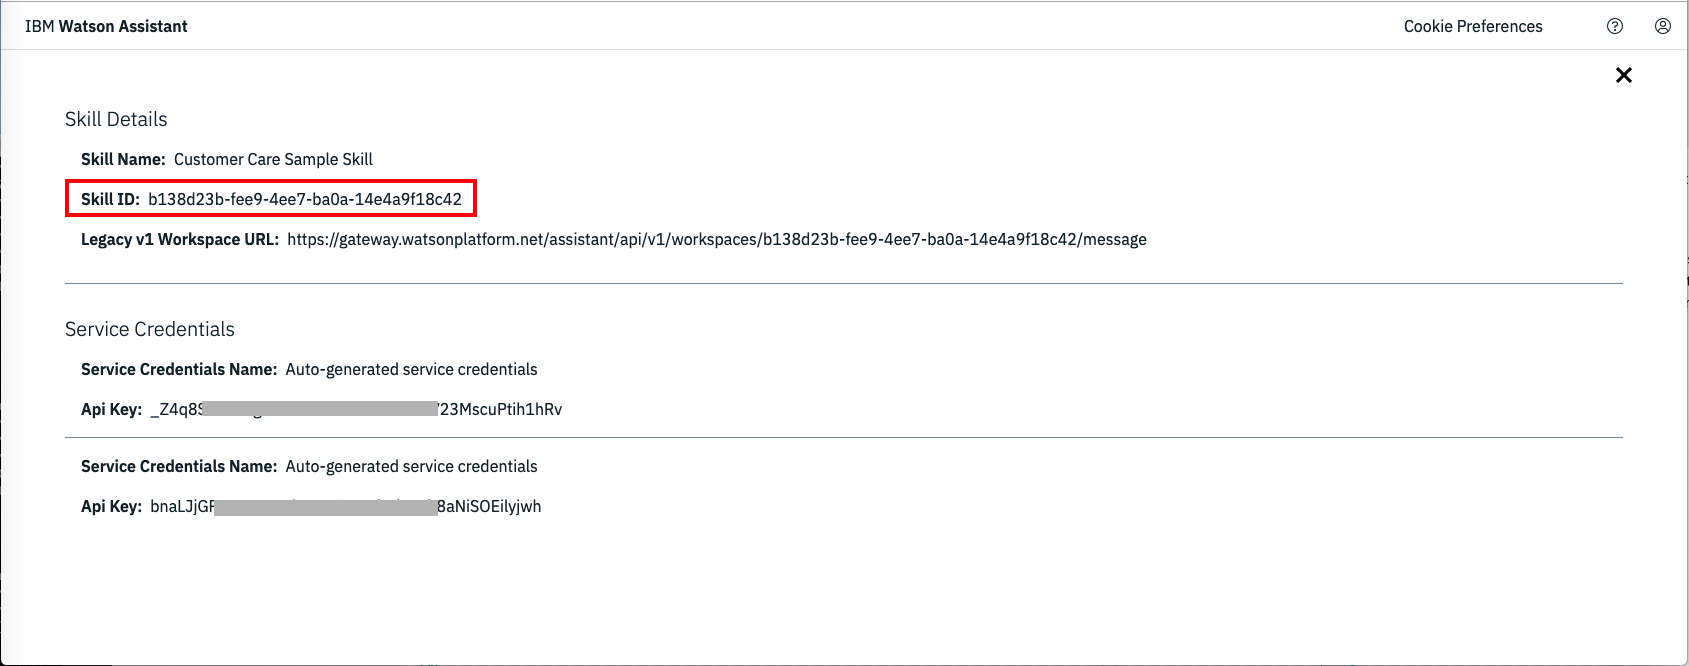 IBM Watson Assistant
Cookie Preferences
Skill Details
Skill Name: Customer Care Sample Skill
Skill ID: b138d23b-fee9-4ee7-ba0a-14e4a9f18c42
Legacy v1 Workspace URL: https://gateway.watsonplatform.net/assistant/api/v1/workspaces/b138d23b-fee9-4ee7-ba0a-14e4a9f18c42/message
Service Credentials
Service Credentials Name: Auto-generated service credentials
Api Key: _Z4q8S 23MscuPtih1hRv
Service Credentials Name: Auto-generated service credentials
Api Key: bnaLJjGF 8aNiSOEilyjwh